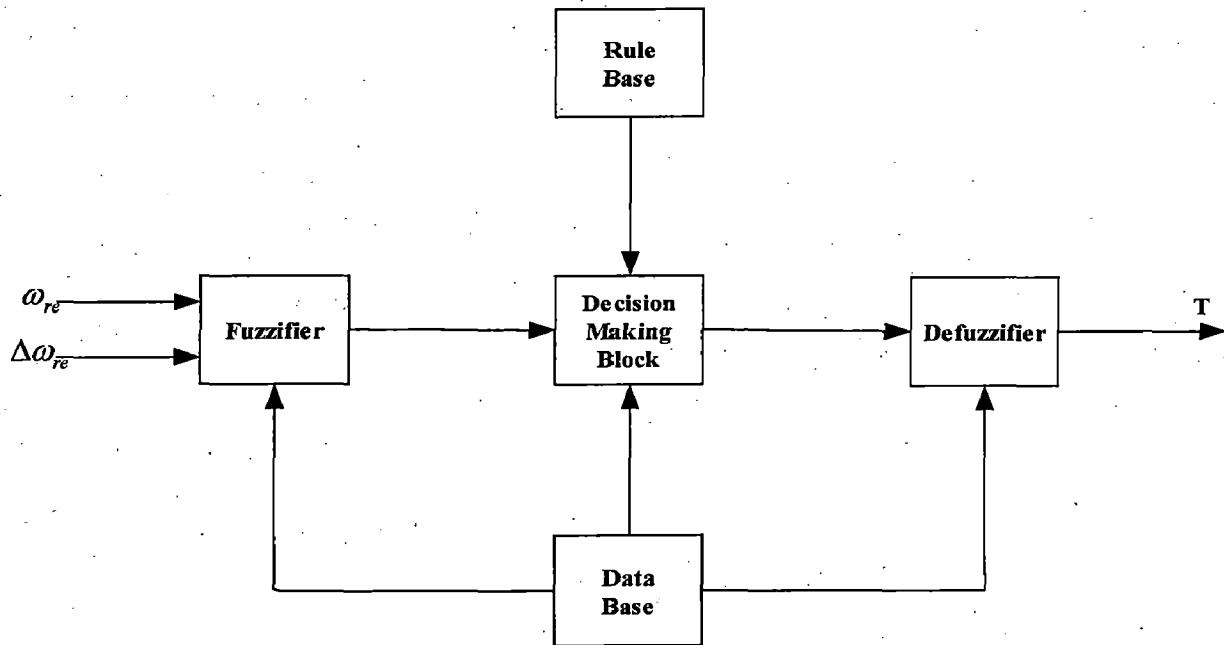 Rule
Base
ω_re
Δω_re
Fuzzifier
Decision
Making
Block
Defuzzifier
T
Data
Base